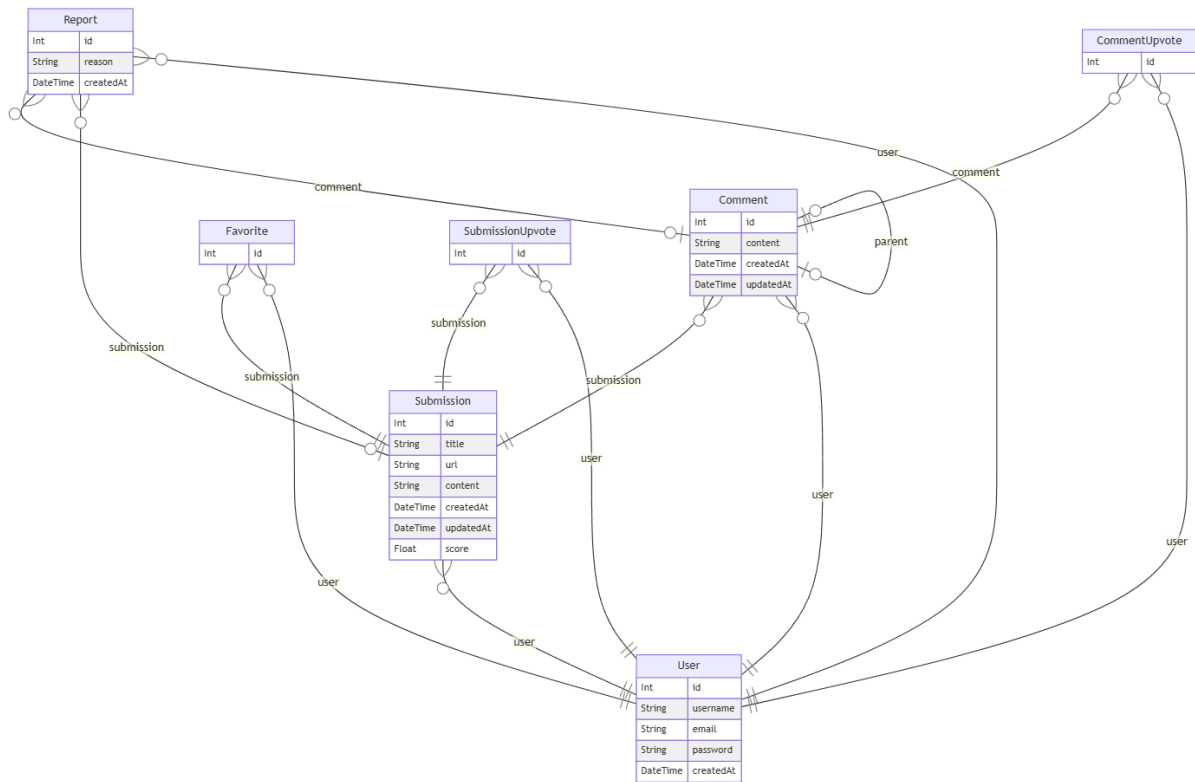 Report
Int id
String reason
DateTime createdAt
CommentUpvote
Int id
user
comment
comment
Comment
Int id
String content
DateTime createdAt
DateTime updatedAt
parent
Favorite
Int id
SubmissionUpvote
Int id
submission
submission
submission
submission
Submission
Int id
String title
String url
String content
DateTime createdAt
DateTime updatedAt
Float score
user
user
user
user
user
User
Int id
String username
String email
String password
DateTime createdAt